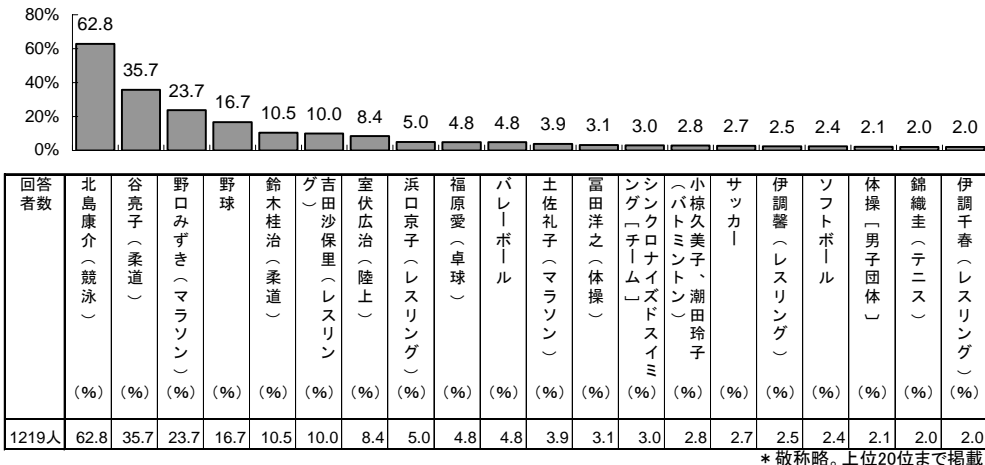 80%
60%
40%
20%
0%
62.8
35.7
23.7
16.7
10.5
10.0
8.4
5.0
4.8
4.8
3.9
3.1
3.0
2.8
2.7
2.5
2.4
2.1
2.0
2.0
回答者数
北島康介(競泳) (%)
谷亮子(柔道) (%)
野口みずき(マラソン) (%)
野球 (%)
鈴木桂治(柔道) (%)
吉田沙保里(レスリング) (%)
室伏広治(陸上) (%)
浜口京子(レスリング) (%)
福原愛(卓球) (%)
バレーボール (%)
土佐礼子(マラソン) (%)
冨田洋之(体操) (%)
シンクロナイズドスイミング[チーム] (%)
小椋久美子、潮田玲子(バトミントン) (%)
サッカー (%)
伊調馨(レスリング) (%)
ソフトボール (%)
体操[男子団体] (%)
錦織圭(テニス) (%)
伊調千春(レスリング) (%)
1219人 62.8 35.7 23.7 16.7 10.5 10.0 8.4 5.0 4.8 4.8 3.9 3.1 3.0 2.8 2.7 2.5 2.4 2.1 2.0 2.0
*敬称略。上位20位まで掲載